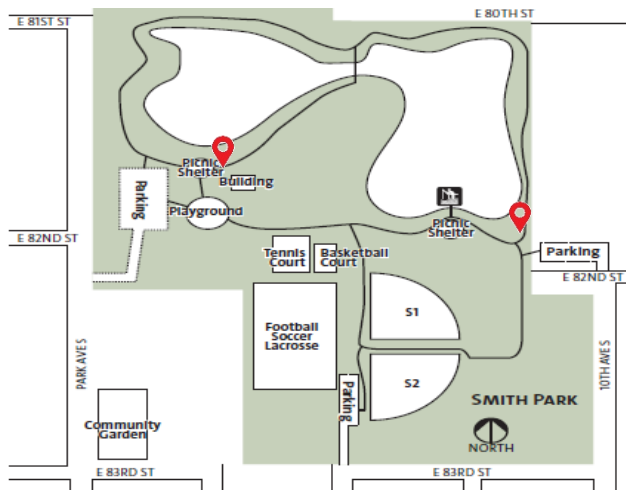 E 81ST ST
E 80TH ST
Picnic
Shelter
Building
Parking
Playground
Picnic
Shelter
E 82ND ST
Tennis
Court
Basketball
Court
Parking
E 82ND ST
S1
Football
Soccer
Lacrosse
PARK AVE S
10TH AVE S
S2
Parking
SMITH PARK
Community
Garden
NORTH
E 83RD ST
E 83RD ST